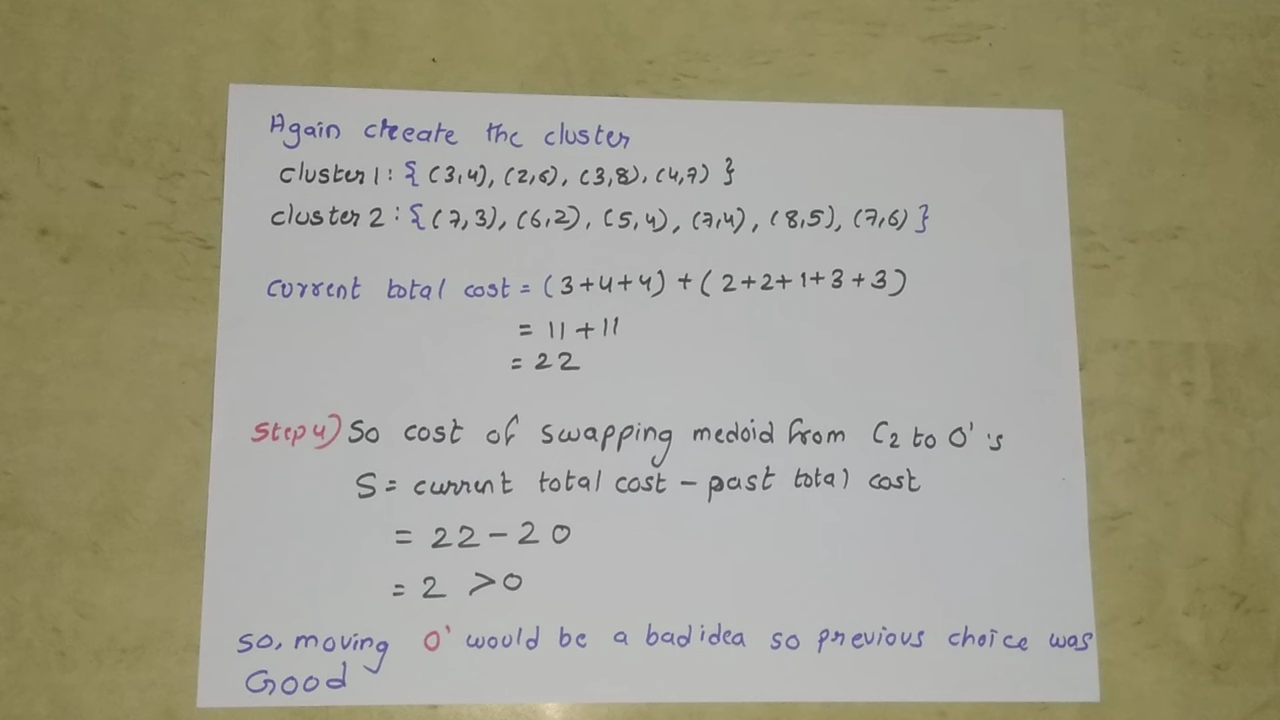 Again create the cluster
cluster 1: { (3,4), (2,6), (3,8), (4,7) }
cluster 2: { (7,3), (6,2), (5,4), (7,4), (8,5), (7,6) }
current total cost = (3+4+4) + (2+2+1+3+3)
= 11 + 11
= 22
Step 4) So cost of swapping medoid from C2 to O's
S = current total cost - past total cost
= 22 - 20
= 2 > 0
so, moving O' would be a bad idea so previous choice was
Good